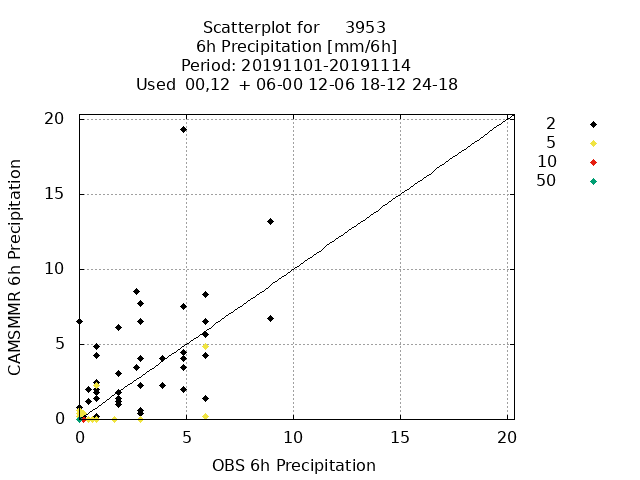 Scatterplot for 3953
6h Precipitation [mm/6h]
Period: 20191101-20191114
Used 00,12 + 06-00 12-06 18-12 24-18
20
15
10
5
0
0 5 10 15 20
CAMSMMR 6h Precipitation
OBS 6h Precipitation
2
5
10
50